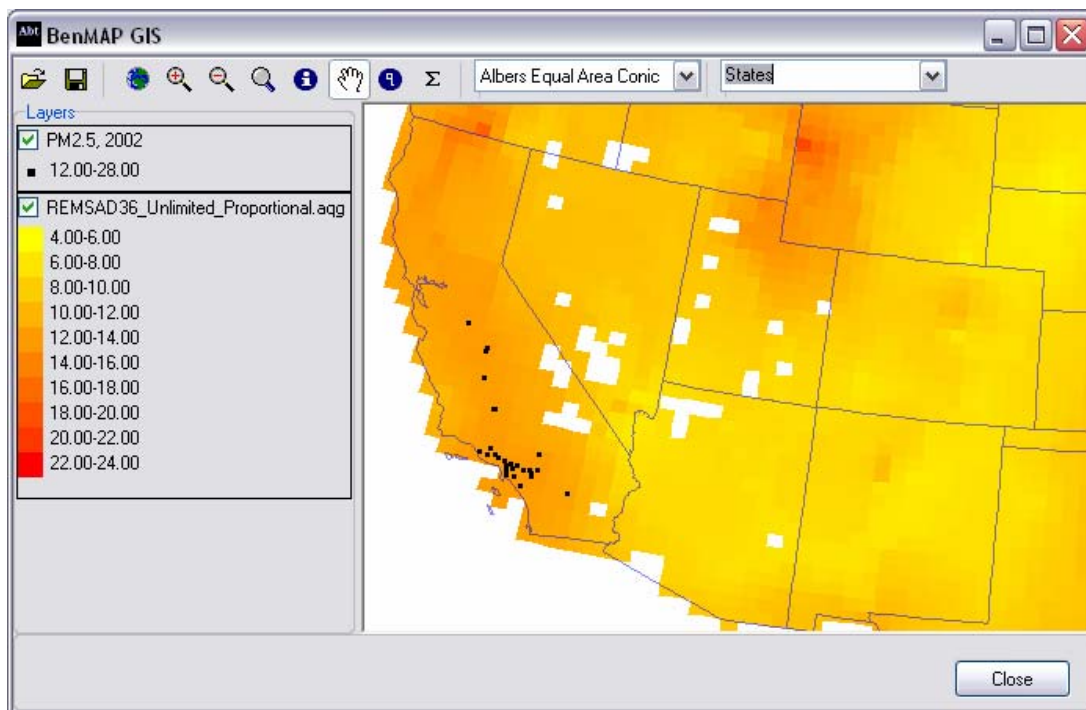 Abt BenMAP GIS
Σ Albers Equal Area Conic States
Layers
PM2.5, 2002
12.00-28.00
REMSAD36_Unlimited_Proportional.aqg
4.00-6.00
6.00-8.00
8.00-10.00
10.00-12.00
12.00-14.00
14.00-16.00
16.00-18.00
18.00-20.00
20.00-22.00
22.00-24.00
Close